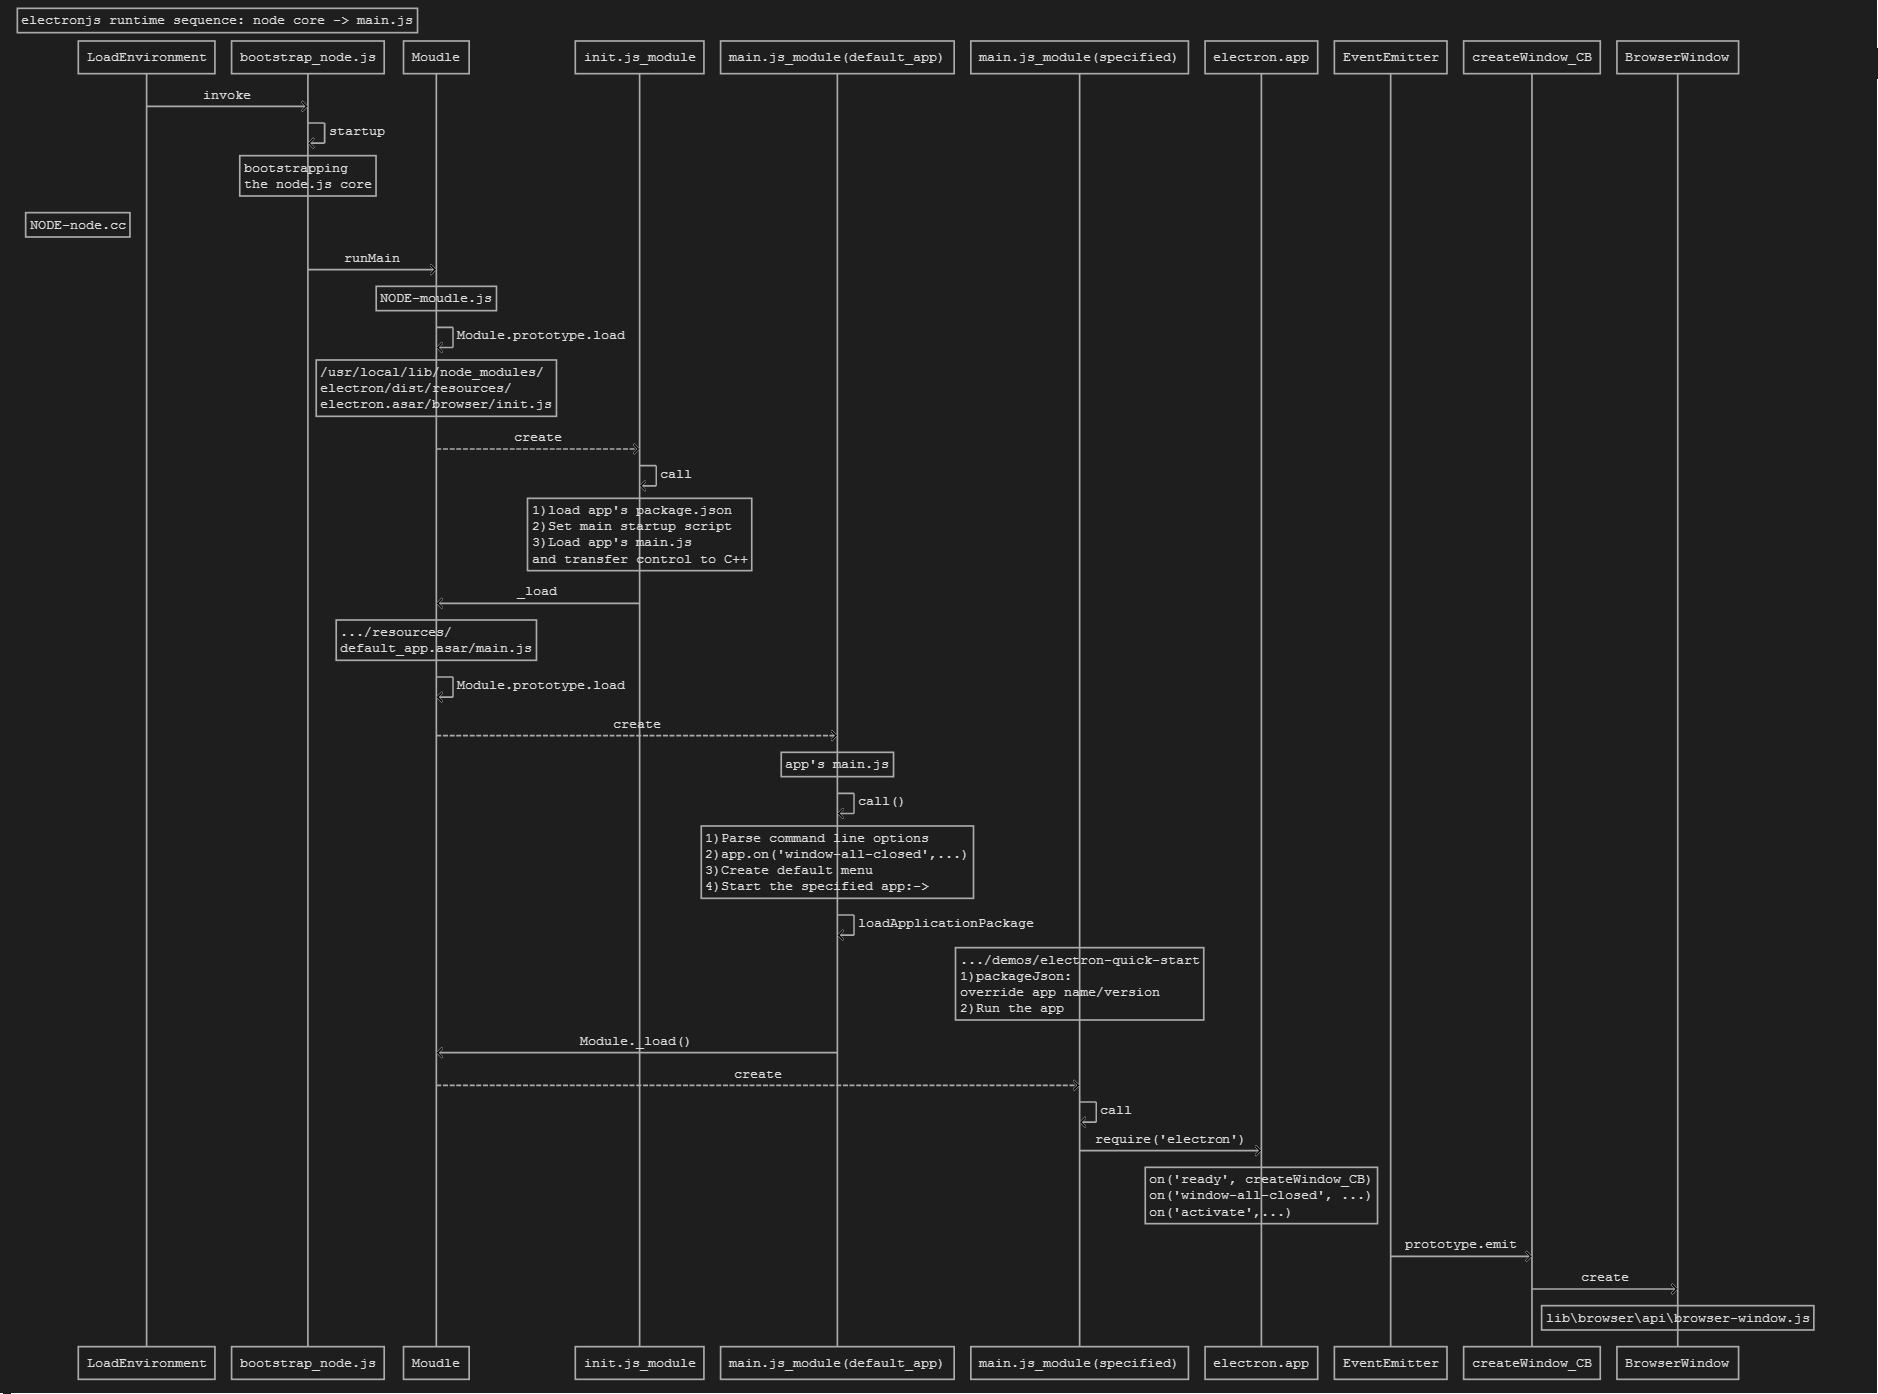 electronjs runtime sequence: node core -> main.js
LoadEnvironment
bootstrap_node.js
Moudle
init.js_module
main.js_module(default_app)
main.js_module(specified)
electron.app
EventEmitter
createWindow_CB
BrowserWindow
invoke
startup
bootstrapping
the node.js core
NODE-node.cc
runMain
NODE-moudle.js
Module.prototype.load
/usr/local/lib/node_modules/
electron/dist/resources/
electron.asar/browser/init.js
create
call
1)load app's package.json
2)Set main startup script
3)Load app's main.js
and transfer control to C++
_load
.../resources/
default_app.asar/main.js
Module.prototype.load
create
app's main.js
call()
1)Parse command line options
2)app.on('window-all-closed',...)
3)Create default menu
4)Start the specified app:->
loadApplicationPackage
.../demos/electron-quick-start
1)packageJson:
override app name/version
2)Run the app
Module._load()
create
call
require('electron')
on('ready', createWindow_CB)
on('window-all-closed', ...)
on('activate',...)
prototype.emit
create
lib\browser\api\browser-window.js
LoadEnvironment
bootstrap_node.js
Moudle
init.js_module
main.js_module(default_app)
main.js_module(specified)
electron.app
EventEmitter
createWindow_CB
BrowserWindow